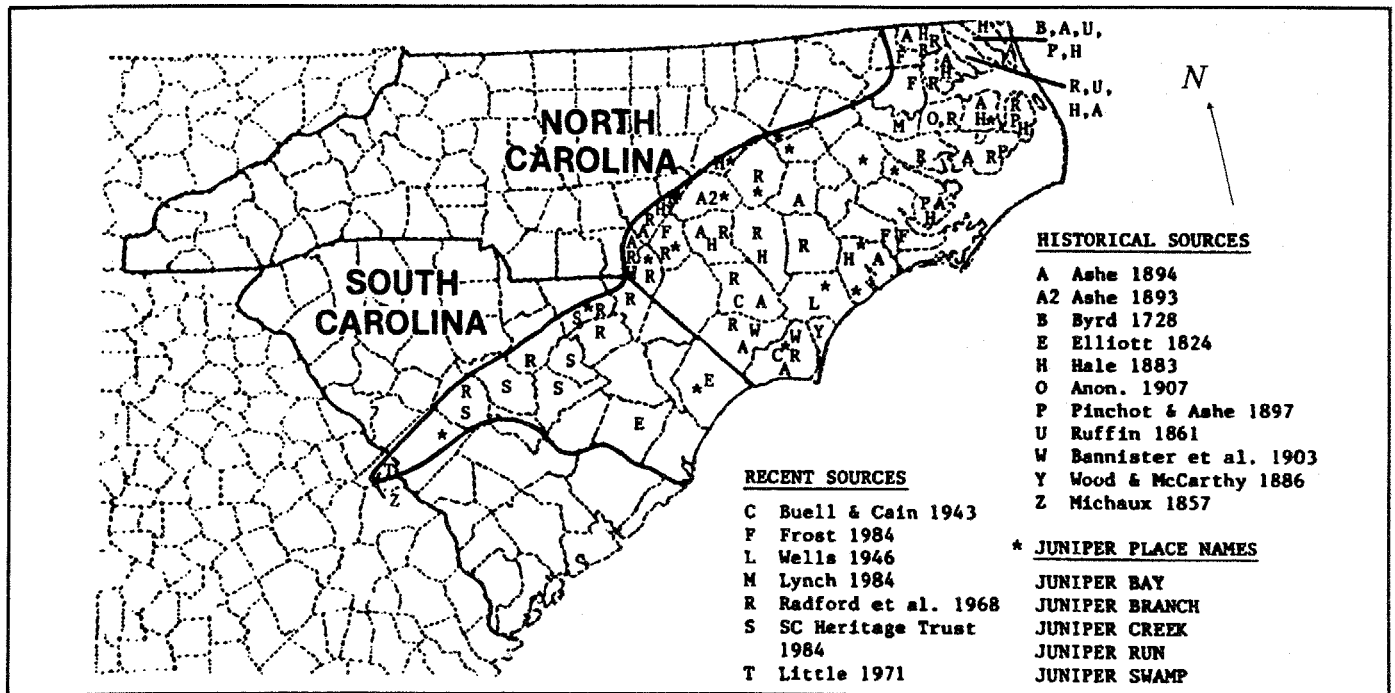 NORTH
CAROLINA
SOUTH
CAROLINA
N
B,A,U,
P,H
R,U,
H,A
HISTORICAL SOURCES
A Ashe 1894
A2 Ashe 1893
B Byrd 1728
E Elliott 1824
H Hale 1883
O Anon. 1907
P Pinchot & Ashe 1897
U Ruffin 1861
W Bannister et al. 1903
Y Wood & McCarthy 1886
Z Michaux 1857
RECENT SOURCES
C Buell & Cain 1943
F Frost 1984
L Wells 1946
M Lynch 1984
R Radford et al. 1968
S SC Heritage Trust
1984
T Little 1971
* JUNIPER PLACE NAMES
JUNIPER BAY
JUNIPER BRANCH
JUNIPER CREEK
JUNIPER RUN
JUNIPER SWAMP